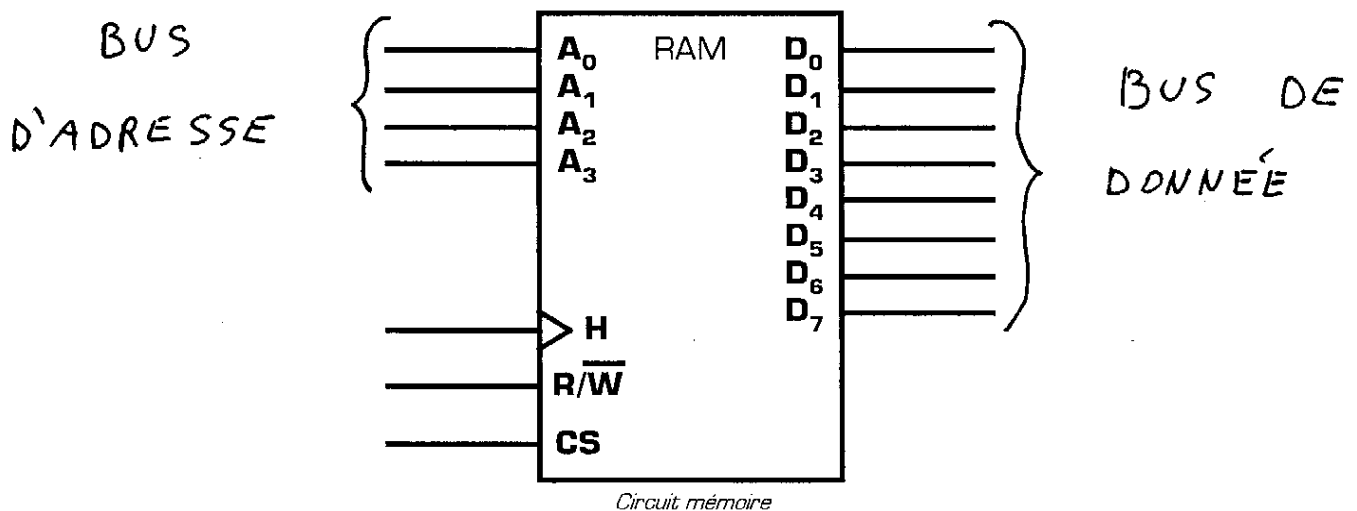 BUS
D'ADRESSE
RAM
A₀
A₁
A₂
A₃
H
R/W̅
CS
D₀
D₁
D₂
D₃
D₄
D₅
D₆
D₇
BUS DE
DONNÉE
Circuit mémoire